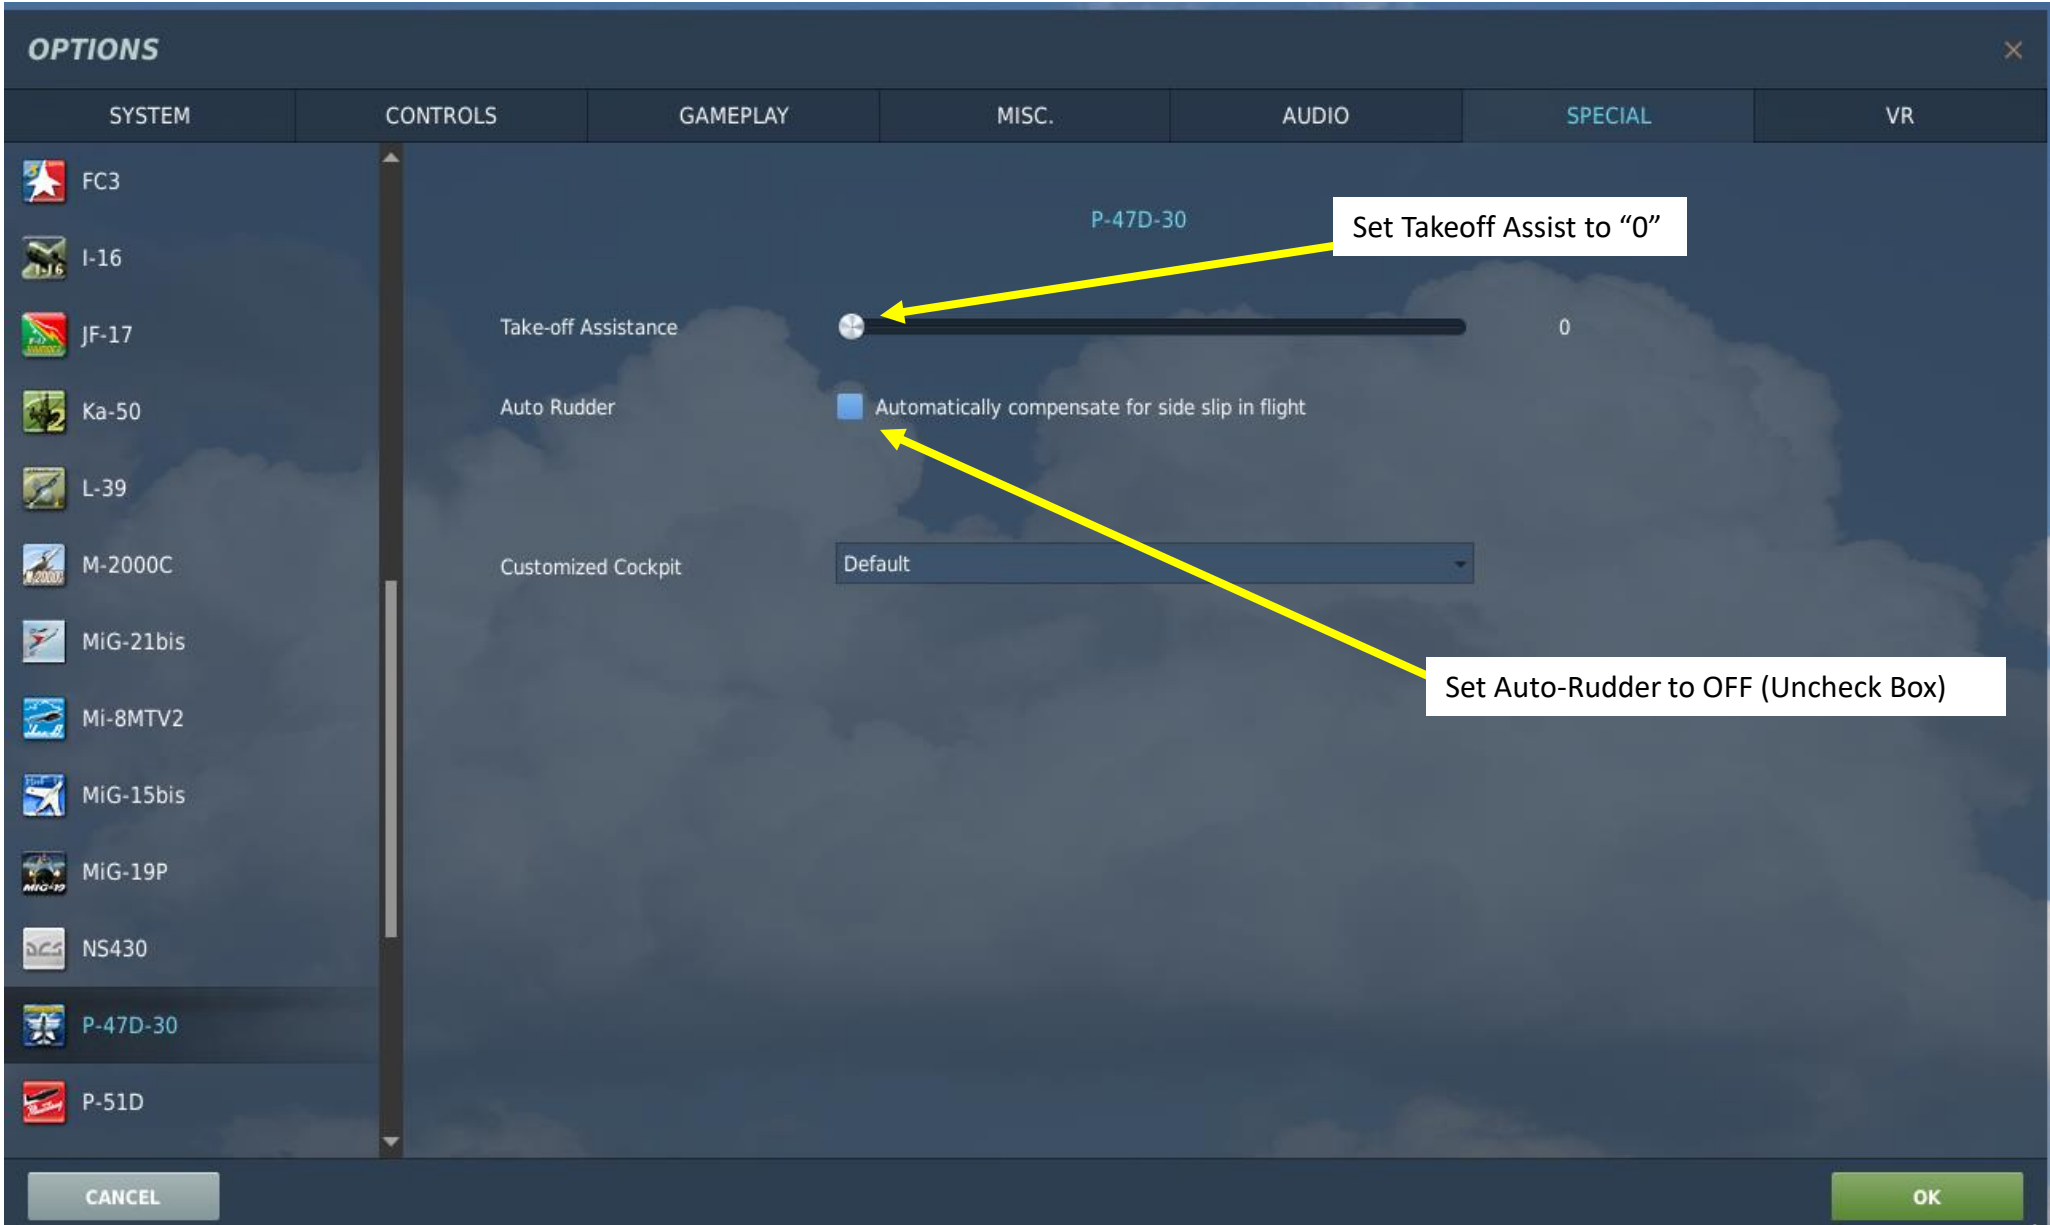 OPTIONS
SYSTEM CONTROLS GAMEPLAY MISC. AUDIO SPECIAL VR
FC3
I-16
JF-17
Ka-50
L-39
M-2000C
MiG-21bis
Mi-8MTV2
MiG-15bis
MiG-19P
NS430
P-47D-30
P-51D
P-47D-30
Set Takeoff Assist to “0”
Take-off Assistance 0
Auto Rudder Automatically compensate for side slip in flight
Customized Cockpit Default
Set Auto-Rudder to OFF (Uncheck Box)
CANCEL OK